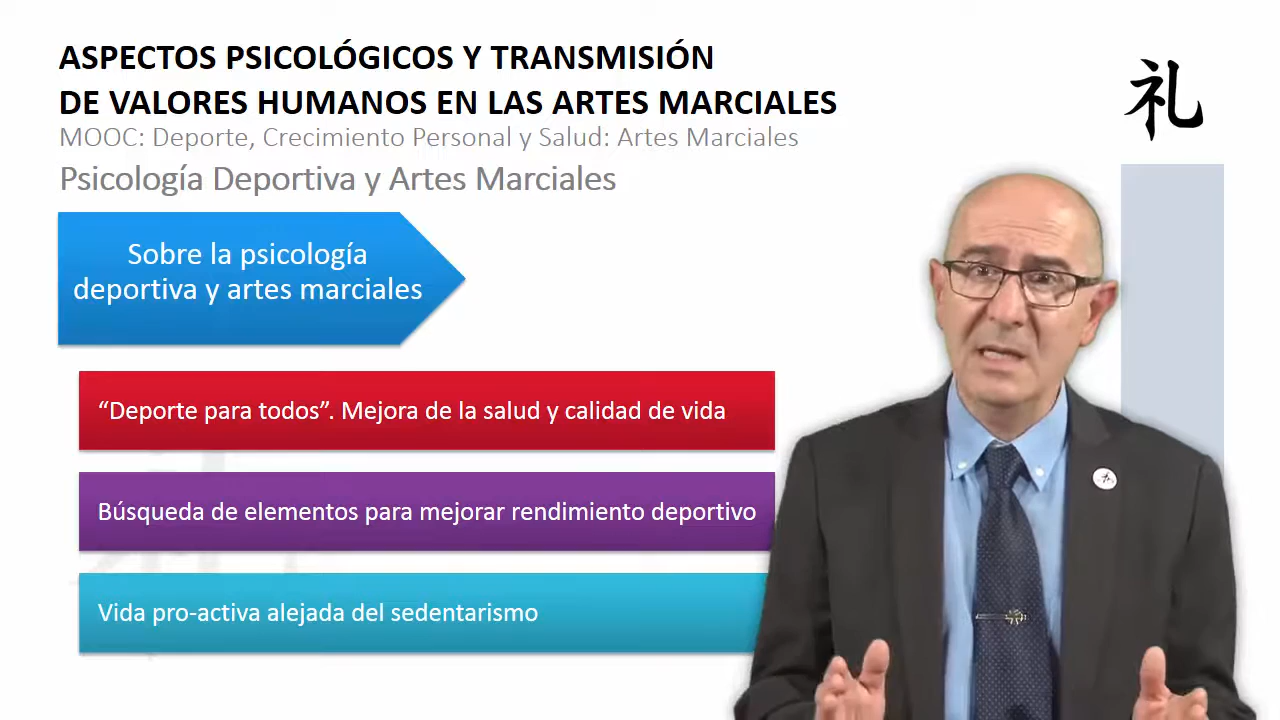 ASPECTOS PSICOLÓGICOS Y TRANSMISIÓN
DE VALORES HUMANOS EN LAS ARTES MARCIALES
MOOC: Deporte, Crecimiento Personal y Salud: Artes Marciales
Psicología Deportiva y Artes Marciales
礼
Sobre la psicología
deportiva y artes marciales
“Deporte para todos”. Mejora de la salud y calidad de vida
Búsqueda de elementos para mejorar rendimiento deportivo
Vida pro-activa alejada del sedentarismo